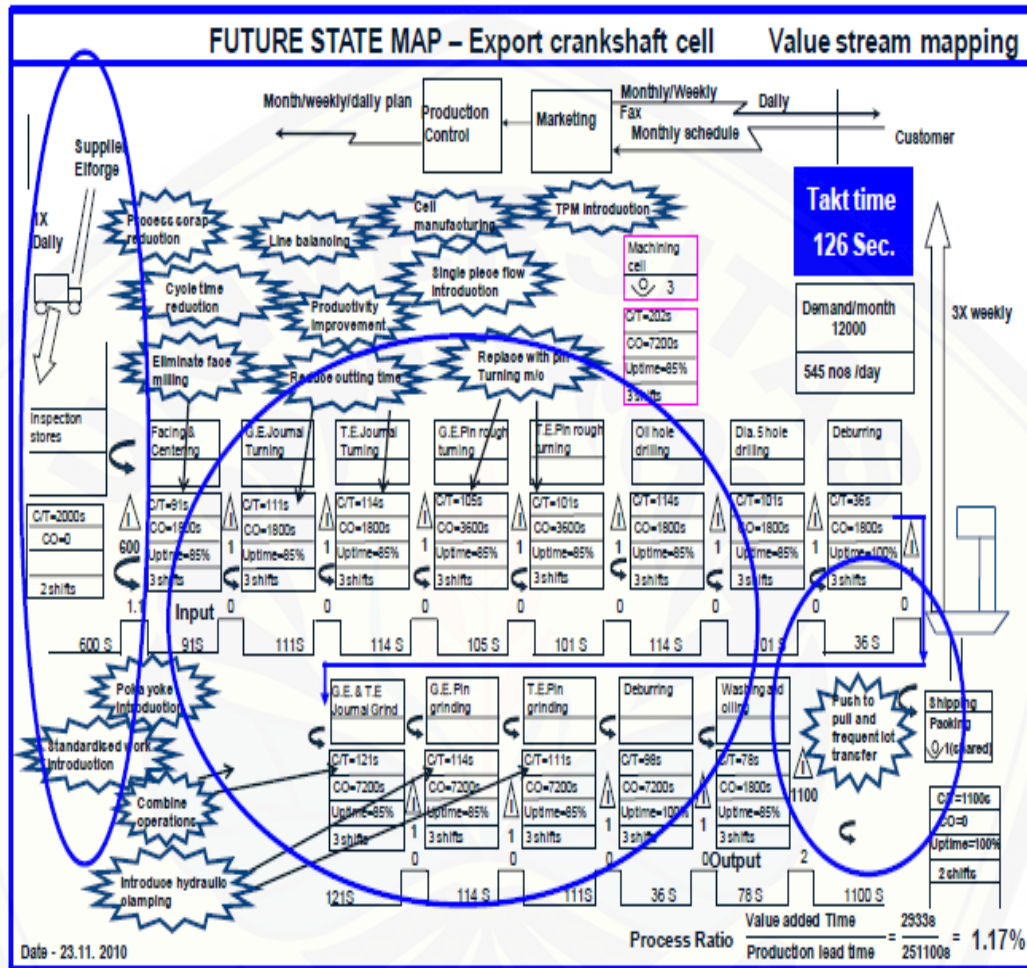 FUTURE STATE MAP – Export crankshaft cell Value stream mapping
Month/weekly/daily plan
Production
Control
Marketing
Monthly/Weekly
Fax
Daily
Monthly schedule
Customer
Supplier
Elforge
1X
Daily
Process scrap
reduction
Line balancing
Cell
manufacturing
TPM Introduction
Takt time
126 Sec.
Cycle time
reduction
Productivity
Improvement
Single piece flow
Introduction
Machining
cell
3
C/T=202s
CO=7200s
Uptime=85%
3 shifts
Demand/month
12000
545 nos /day
3X weekly
Eliminate face
milling
Reduce cutting time
Replace with pin
Turning m/c
Inspection
stores
C/T=2000s
CO=0
2 shifts
Facing &
Centering
G.E.Journal
Turning
T.E.Journal
Turning
G.E.Pin rough
turning
T.E.Pin rough
turning
Oil hole
drilling
Dia. 5 hole
drilling
Deburring
I
600
C/T=91s
CO=1800s
Uptime=85%
3 shifts
I
1
C/T=111s
CO=1800s
Uptime=85%
3 shifts
I
1
C/T=114s
CO=1800s
Uptime=85%
3 shifts
I
1
C/T=105s
CO=3600s
Uptime=85%
3 shifts
I
1
C/T=101s
CO=3600s
Uptime=85%
3 shifts
I
1
C/T=114s
CO=1800s
Uptime=85%
3 shifts
I
1
C/T=101s
CO=1800s
Uptime=85%
3 shifts
I
1
C/T=36s
CO=1800s
Uptime=100%
3 shifts
I
1
1.1 Input 0 0 0 0 0 0 0 0
600 S 91S 111S 114 S 105 S 101 S 114 S 101 S 36 S
Poka yoke
Introduction
Standardised work
Introduction
Combine
operations
Introduce hydraulic
clamping
G.E. & T.E
Journal Grind
G.E. Pin
grinding
T.E.Pin
grinding
Deburring
Washing and
oiling
Push to
pull and
frequent lot
transfer
Shipping
Packing
1(shared)
C/T=121s
CO=7200s
Uptime=85%
3 shifts
I
1
C/T=114s
CO=7200s
Uptime=85%
3 shifts
I
1
C/T=111s
CO=7200s
Uptime=85%
3 shifts
I
1
C/T=98s
CO=7200s
Uptime=100%
3 shifts
I
1
C/T=78s
CO=1800s
Uptime=85%
3 shifts
I
1100
C/T=1100s
CO=0
Uptime=100%
2 shifts
0 0 0 0 Output 2
121S 114 S 111S 36 S 78 S 1100 S
Process Ratio Value added Time / Production lead time = 2933s / 251100s = 1.17%
Date - 23.11. 2010